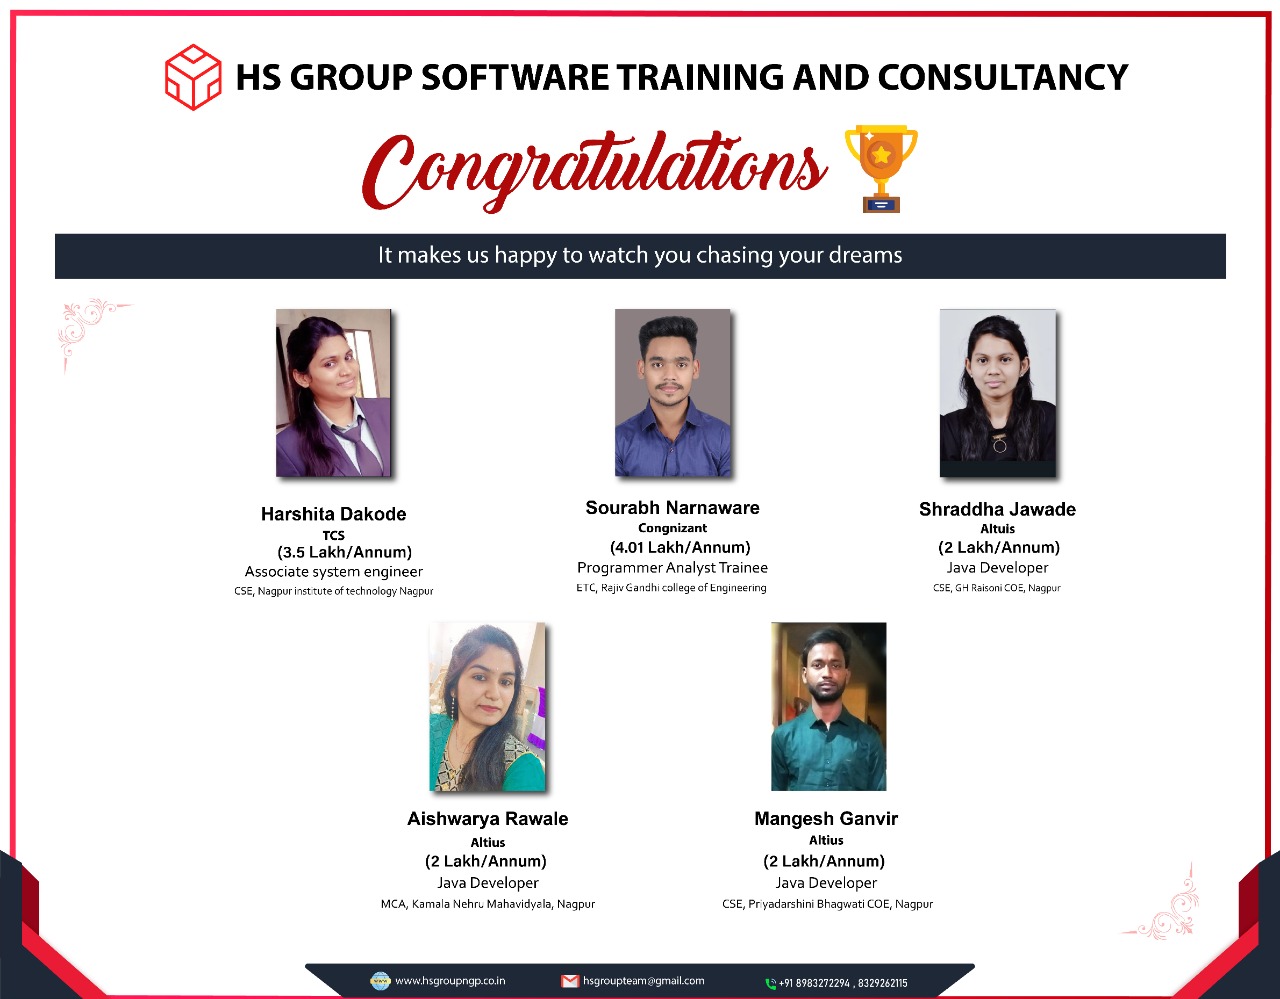 HS GROUP SOFTWARE TRAINING AND CONSULTANCY
Congratulations
It makes us happy to watch you chasing your dreams
Harshita Dakode
TCS
(3.5 Lakh/Annum)
Associate system engineer
CSE, Nagpur institute of technology Nagpur
Sourabh Narnaware
Congnizant
(4.01 Lakh/Annum)
Programmer Analyst Trainee
ETC, Rajiv Gandhi college of Engineering
Shraddha Jawade
Altuis
(2 Lakh/Annum)
Java Developer
CSE, GH Raisoni COE, Nagpur
Aishwarya Rawale
Altius
(2 Lakh/Annum)
Java Developer
MCA, Kamala Nehru Mahavidyala, Nagpur
Mangesh Ganvir
Altius
(2 Lakh/Annum)
Java Developer
CSE, Priyadarshini Bhagwati COE, Nagpur
www www.hsgroupngp.co.in hsgroupteam@gmail.com +91 8983272294 , 8329262115